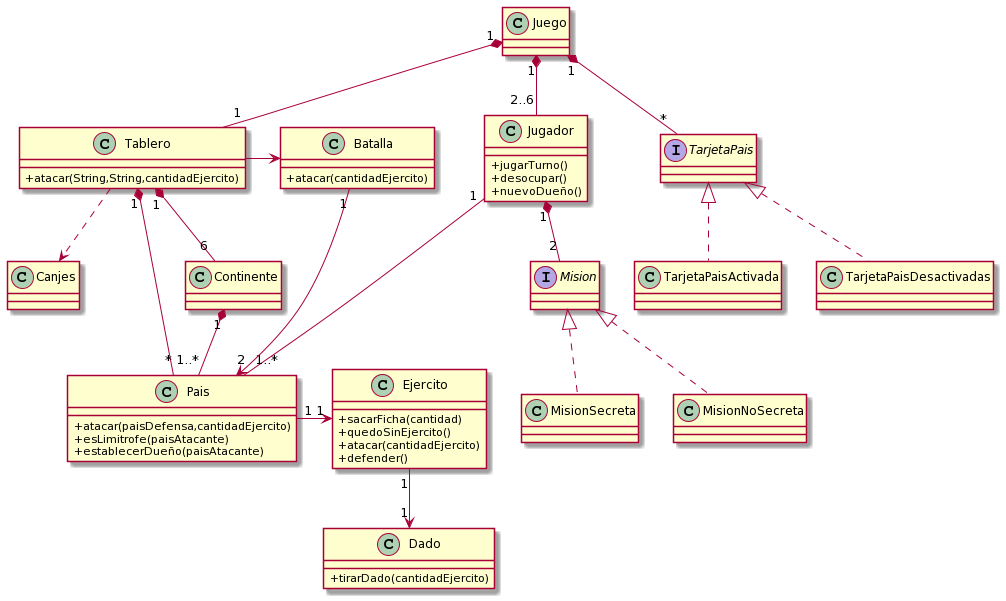 C Juego
1
1
1
1
2..6
*
C Tablero
+atacar(String,String,cantidadEjercito)
C Batalla
+atacar(cantidadEjercito)
C Jugador
+jugarTurno()
+desocupar()
+nuevoDueño()
I TarjetaPais
1
1
1
1
1
6
2
C Canjes
C Continente
I Mision
C TarjetaPaisActivada
C TarjetaPaisDesactivadas
1
* 1..*
2
1..*
C Pais
+atacar(paisDefensa,cantidadEjercito)
+esLimitrofe(paisAtacante)
+establecerDueño(paisAtacante)
1 1
C Ejercito
+sacarFicha(cantidad)
+quedoSinEjercito()
+atacar(cantidadEjercito)
+defender()
C MisionSecreta
C MisionNoSecreta
1
1
C Dado
+tirarDado(cantidadEjercito)